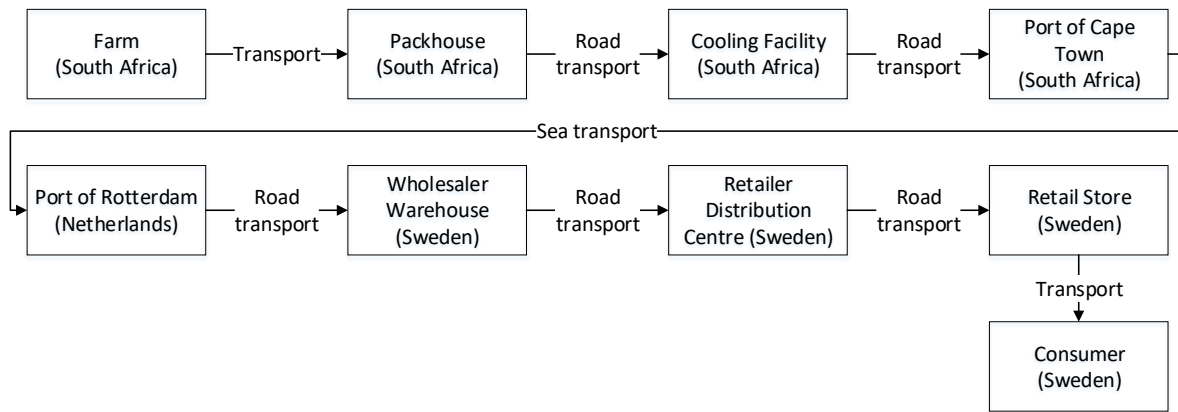 Farm
(South Africa)
Transport
Packhouse
(South Africa)
Road
transport
Cooling Facility
(South Africa)
Road
transport
Port of Cape
Town
(South Africa)
Sea transport
Port of Rotterdam
(Netherlands)
Road
transport
Wholesaler
Warehouse
(Sweden)
Road
transport
Retailer
Distribution
Centre (Sweden)
Road
transport
Retail Store
(Sweden)
Transport
Consumer
(Sweden)